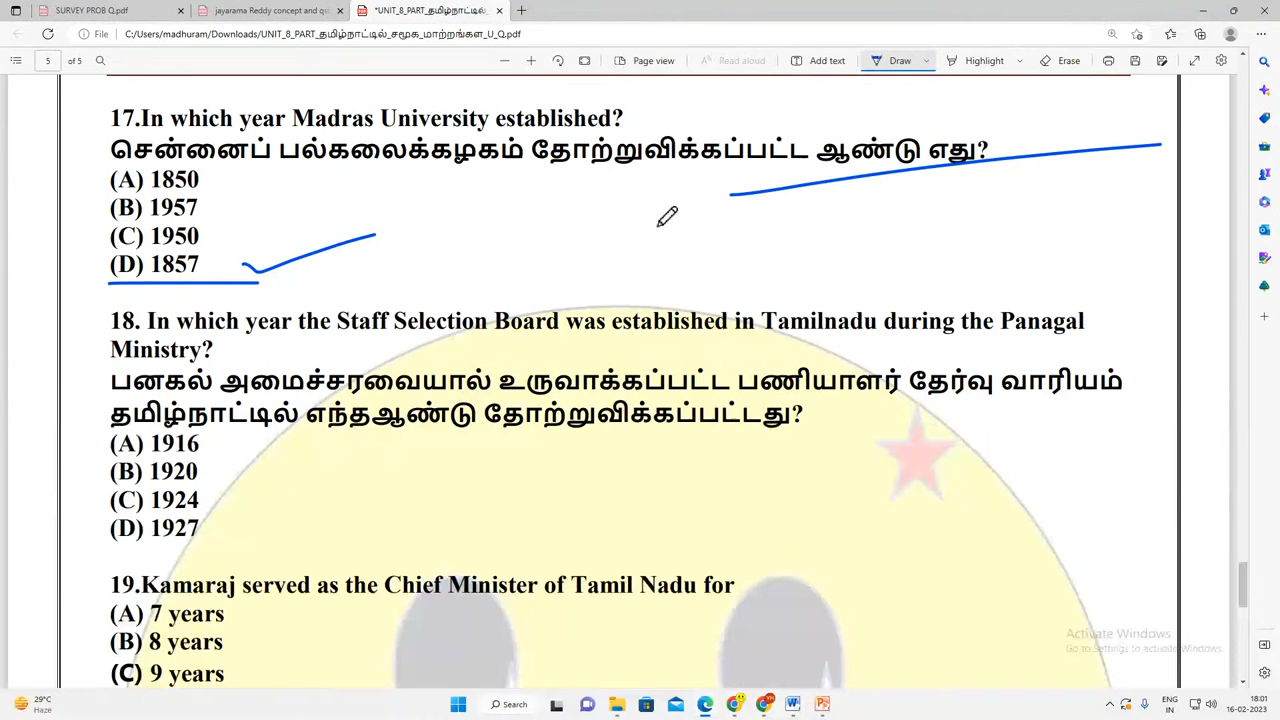 SURVEY PROB Q.pdf
jayarama Reddy concept and qst
*UNIT_8_PART_தமிழ்நாட்டில்_
File
C:/Users/madhuram/Downloads/UNIT_8_PART_தமிழ்நாட்டில்_சமூக_மாற்றங்கள_U_Q.pdf
5 of 5
Page view
Read aloud
Add text
Draw
Highlight
Erase
17.In which year Madras University established?
சென்னைப் பல்கலைக்கழகம் தோற்றுவிக்கப்பட்ட ஆண்டு எது?
(A) 1850
(B) 1957
(C) 1950
(D) 1857
18. In which year the Staff Selection Board was established in Tamilnadu during the Panagal
Ministry?
பனகல் அமைச்சரவையால் உருவாக்கப்பட்ட பணியாளர் தேர்வு வாரியம்
தமிழ்நாட்டில் எந்தஆண்டு தோற்றுவிக்கப்பட்டது?
(A) 1916
(B) 1920
(C) 1924
(D) 1927
19.Kamaraj served as the Chief Minister of Tamil Nadu for
(A) 7 years
(B) 8 years
(C) 9 years
Activate Windows
Go to Settings to activate Windows.
29°C
Haze
Search
ENG
IN
18:01
16-02-2023